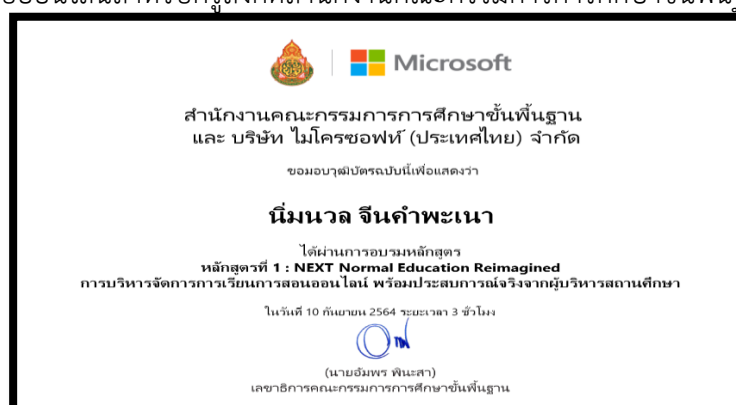 Microsoft
สำนักงานคณะกรรมการการศึกษาขั้นพื้นฐาน
และ บริษัท ไมโครซอฟท์ (ประเทศไทย) จำกัด
ขอมอบวุฒิบัตรฉบับนี้เพื่อแสดงว่า
นิ่มนวล จีนคำพะเนา
ได้ผ่านการอบรมหลักสูตร
หลักสูตรที่ 1 : NEXT Normal Education Reimagined
การบริหารจัดการการเรียนการสอนออนไลน์ พร้อมประสบการณ์จริงจากผู้บริหารสถานศึกษา
ในวันที่ 10 กันยายน 2564 ระยะเวลา 3 ชั่วโมง
(นายอัมพร พินะสา)
เลขาธิการคณะกรรมการการศึกษาขั้นพื้นฐาน